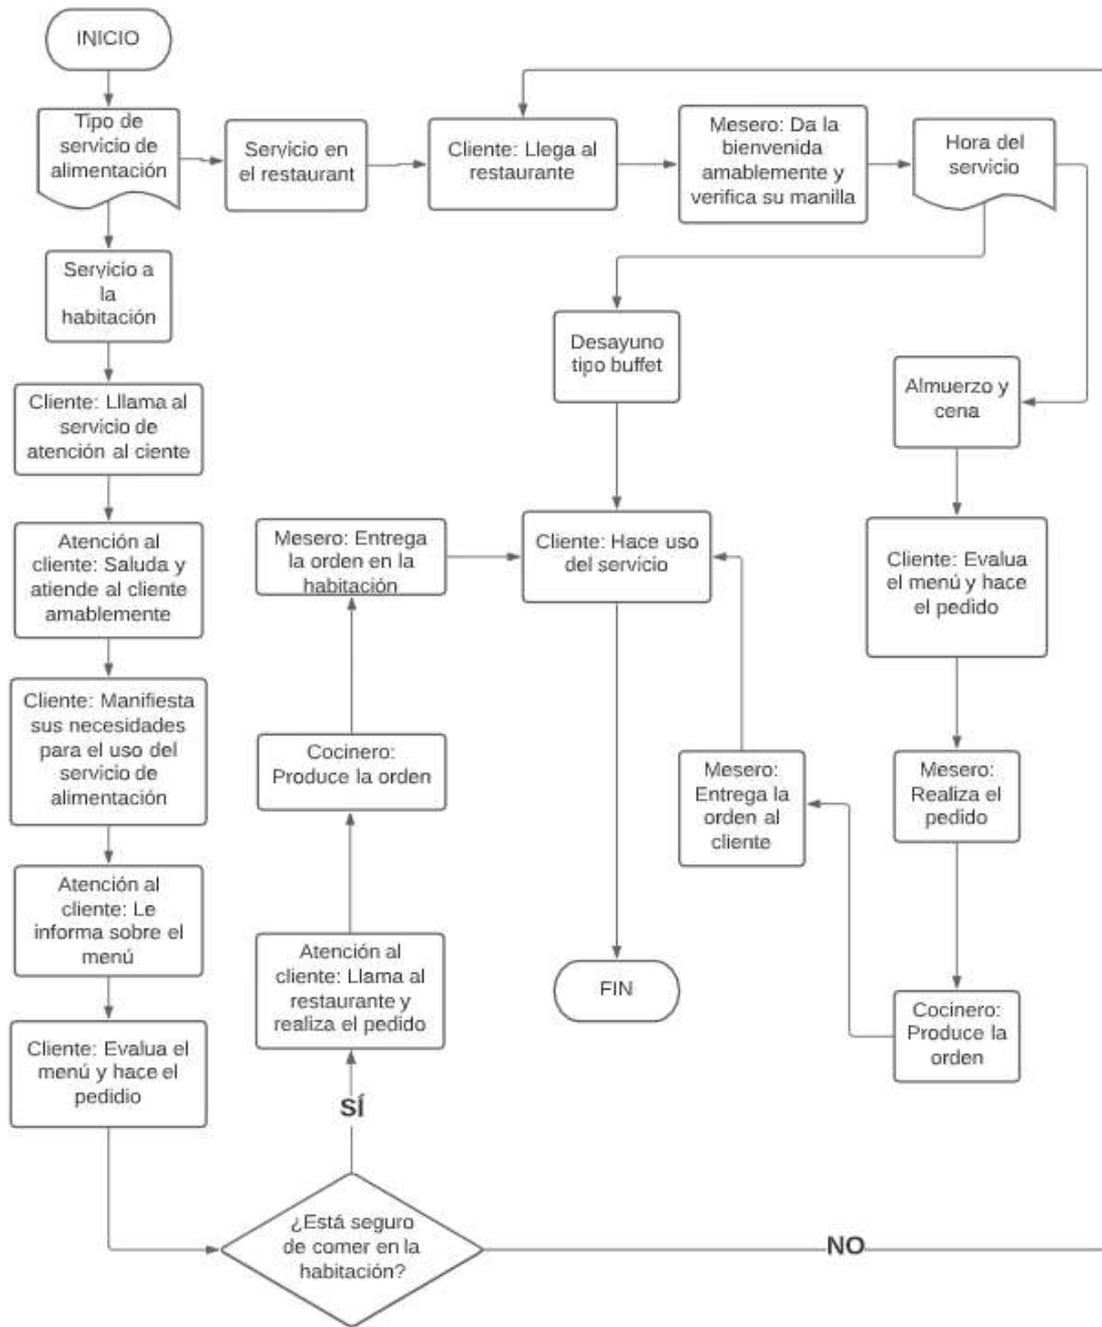 INICIO
Tipo de
servicio de
alimentación
Servicio en
el restaurant
Cliente: Llega al
restaurante
Mesero: Da la
bienvenida
amablemente y
verifica su manilla
Hora del
servicio
Servicio a
la
habitación
Desayuno
tipo buffet
Almuerzo y
cena
Cliente: Lllama al
servicio de
atención al ciente
Atención al
cliente: Saluda y
atiende al cliente
amablemente
Mesero: Entrega
la orden en la
habitación
Cliente: Hace uso
del servicio
Cliente: Evalua
el menú y hace
el pedido
Cliente: Manifiesta
sus necesidades
para el uso del
servicio de
alimentación
Cocinero:
Produce la orden
Mesero:
Entrega la
orden al
cliente
Mesero:
Realiza el
pedido
Atención al
cliente: Le
informa sobre el
menú
Atención al
cliente: Llama al
restaurante y
realiza el pedido
FIN
Cocinero:
Produce la
orden
Cliente: Evalua el
menú y hace el
pedidio
SÍ
¿Está seguro
de comer en la
habitación?
NO